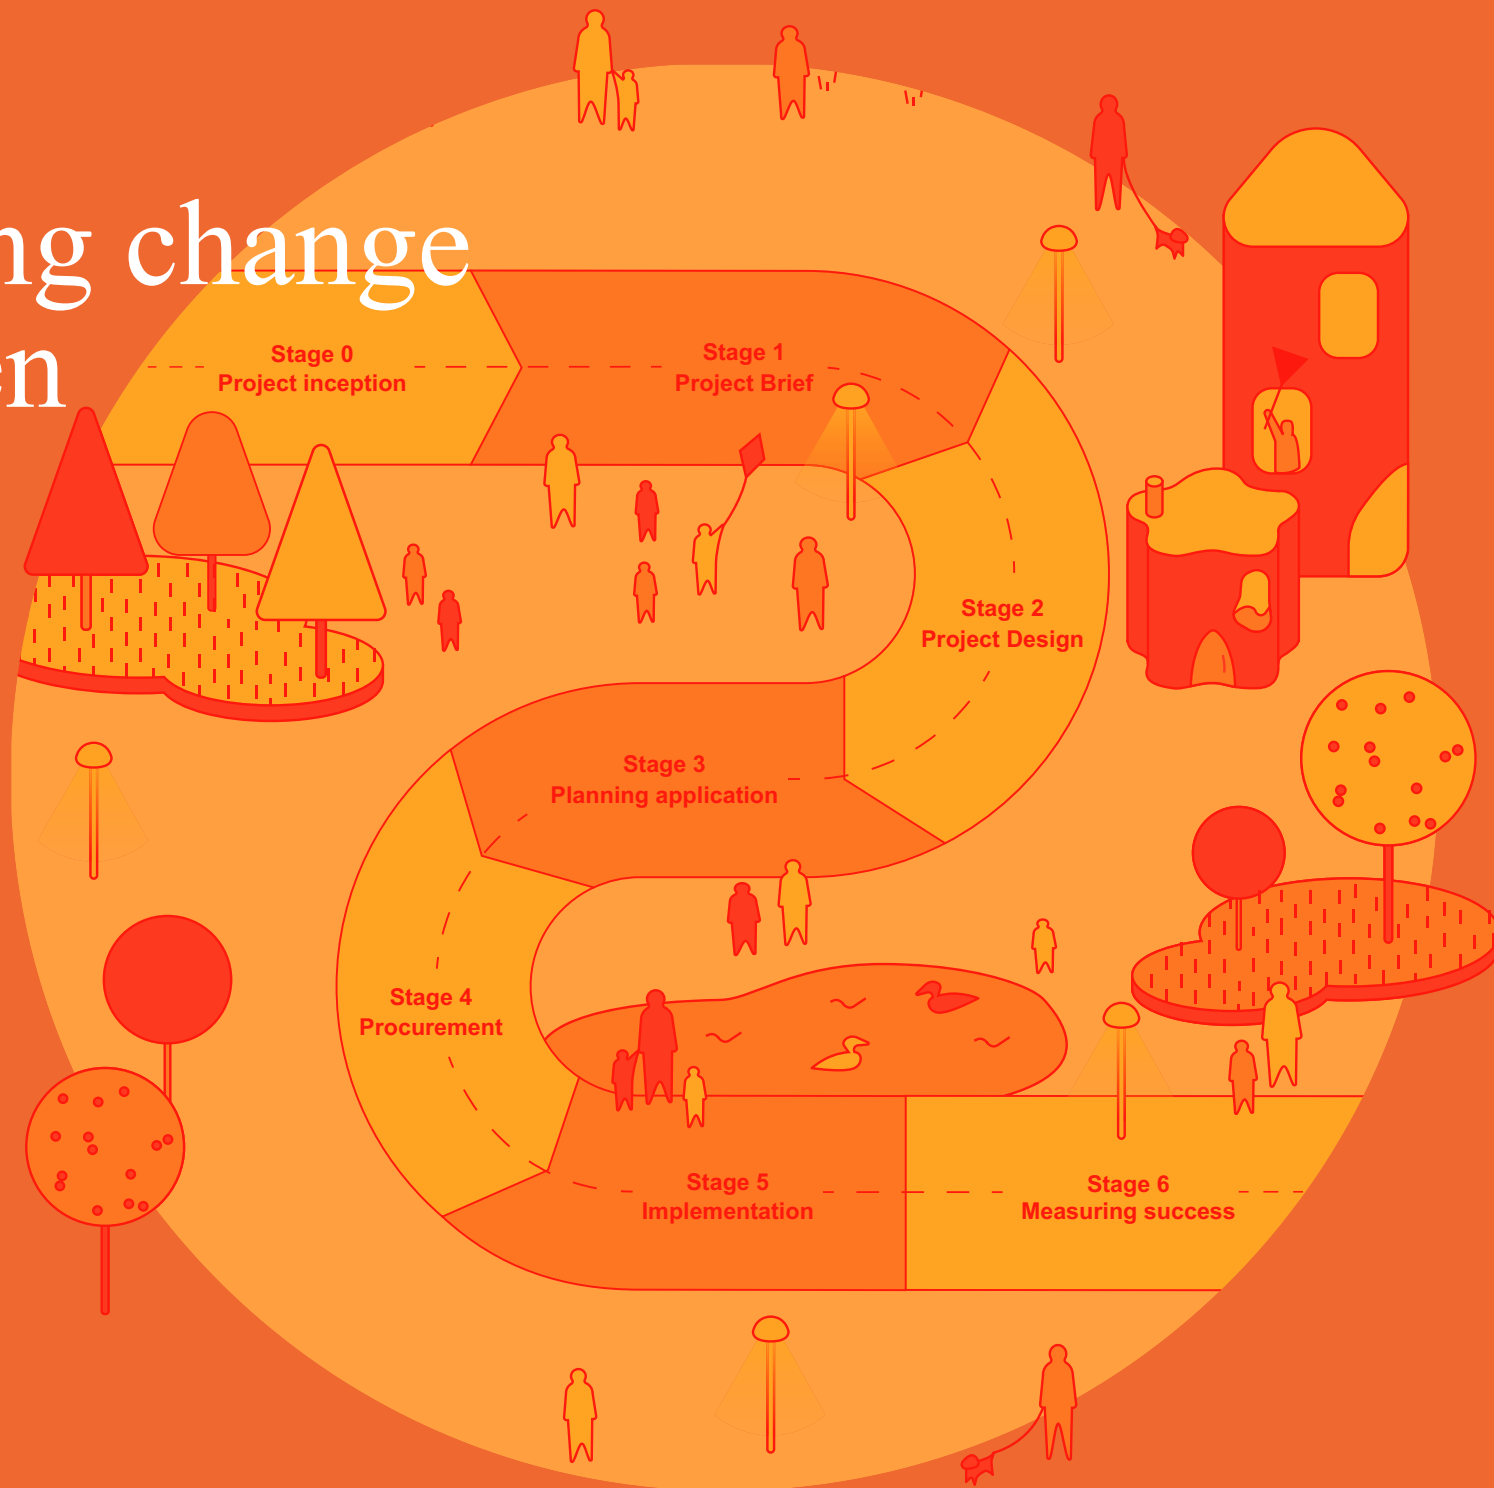 ng change
en
Stage 0
Project inception
Stage 1
Project Brief
Stage 2
Project Design
Stage 3
Planning application
Stage 4
Procurement
Stage 5
Implementation
Stage 6
Measuring success